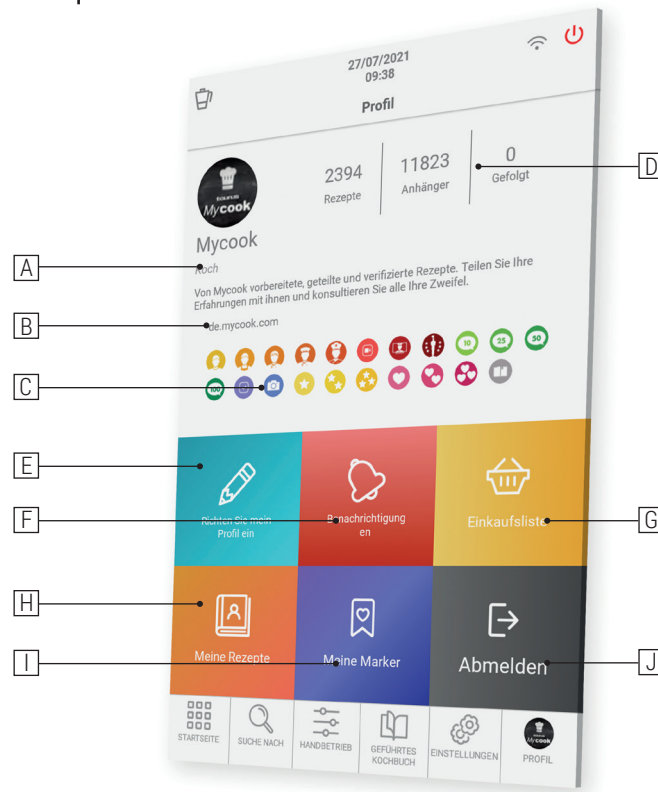 27/07/2021
09:38
Profil
2394
Rezepte
11823
Anhänger
0
Gefolgt
D
taurus
Mycook
Mycook
A
Koch
Von Mycook vorbereitete, geteilte und verifizierte Rezepte. Teilen Sie Ihre
Erfahrungen mit ihnen und konsultieren Sie alle Ihre Zweifel.
B
de.mycook.com
10
25
50
C
100
E
Richten Sie mein
Profil ein
F
Benachrichtigung
en
Einkaufsliste
G
H
Meine Rezepte
I
Meine Marker
Abmelden
J
STARTSEITE
SUCHE NACH
HANDBETRIEB
GEFÜHRTES
KOCHBUCH
EINSTELLUNGEN
Mycook
PROFIL